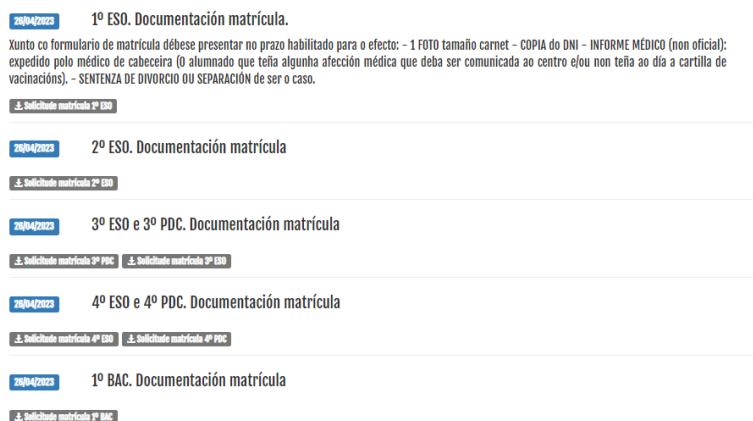 26/04/2023 1º ESO. Documentación matrícula.
Xunto co formulario de matrícula débese presentar no prazo habilitado para o efecto: - 1 FOTO tamaño carnet - COPIA do DNI - INFORME MÉDICO (non oficial):
expedido polo médico de cabeceira (O alumnado que teña algunha afección médica que deba ser comunicada ao centro e/ou non teña ao día a cartilla de
vacinacións). - SENTENZA DE DIVORCIO OU SEPARACIÓN de ser o caso.
Solicitude matrícula 1º ESO
26/04/2023 2º ESO. Documentación matrícula
Solicitude matrícula 2º ESO
26/04/2023 3º ESO e 3º PDC. Documentación matrícula
Solicitude matrícula 3º PDC Solicitude matrícula 3º ESO
26/04/2023 4º ESO e 4º PDC. Documentación matrícula
Solicitude matrícula 4º ESO Solicitude matrícula 4º PDC
26/04/2023 1º BAC. Documentación matrícula
Solicitude matrícula 1º BAC